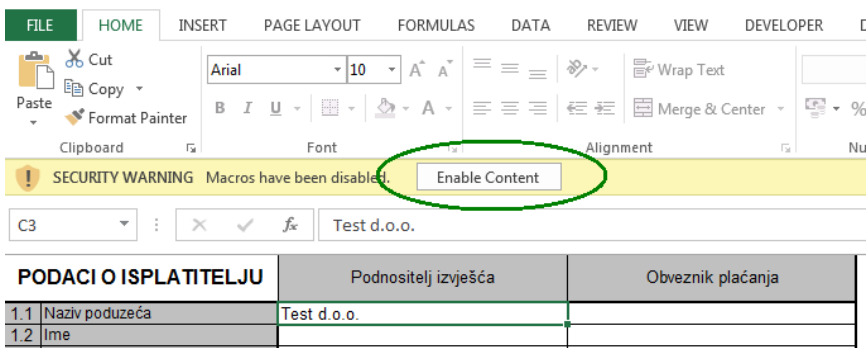 FILE HOME INSERT PAGE LAYOUT FORMULAS DATA REVIEW VIEW DEVELOPER
Cut
Copy
Format Painter
Paste
Arial 10 A A
Wrap Text
B I U A
Merge & Center
%
Clipboard Font Alignment Nu
SECURITY WARNING Macros have been disabled. Enable Content
C3 fx Test d.o.o.
PODACI O ISPLATITELJU Podnositelj izvješća Obveznik plaćanja
1.1 Naziv poduzeća Test d.o.o.
1.2 Ime